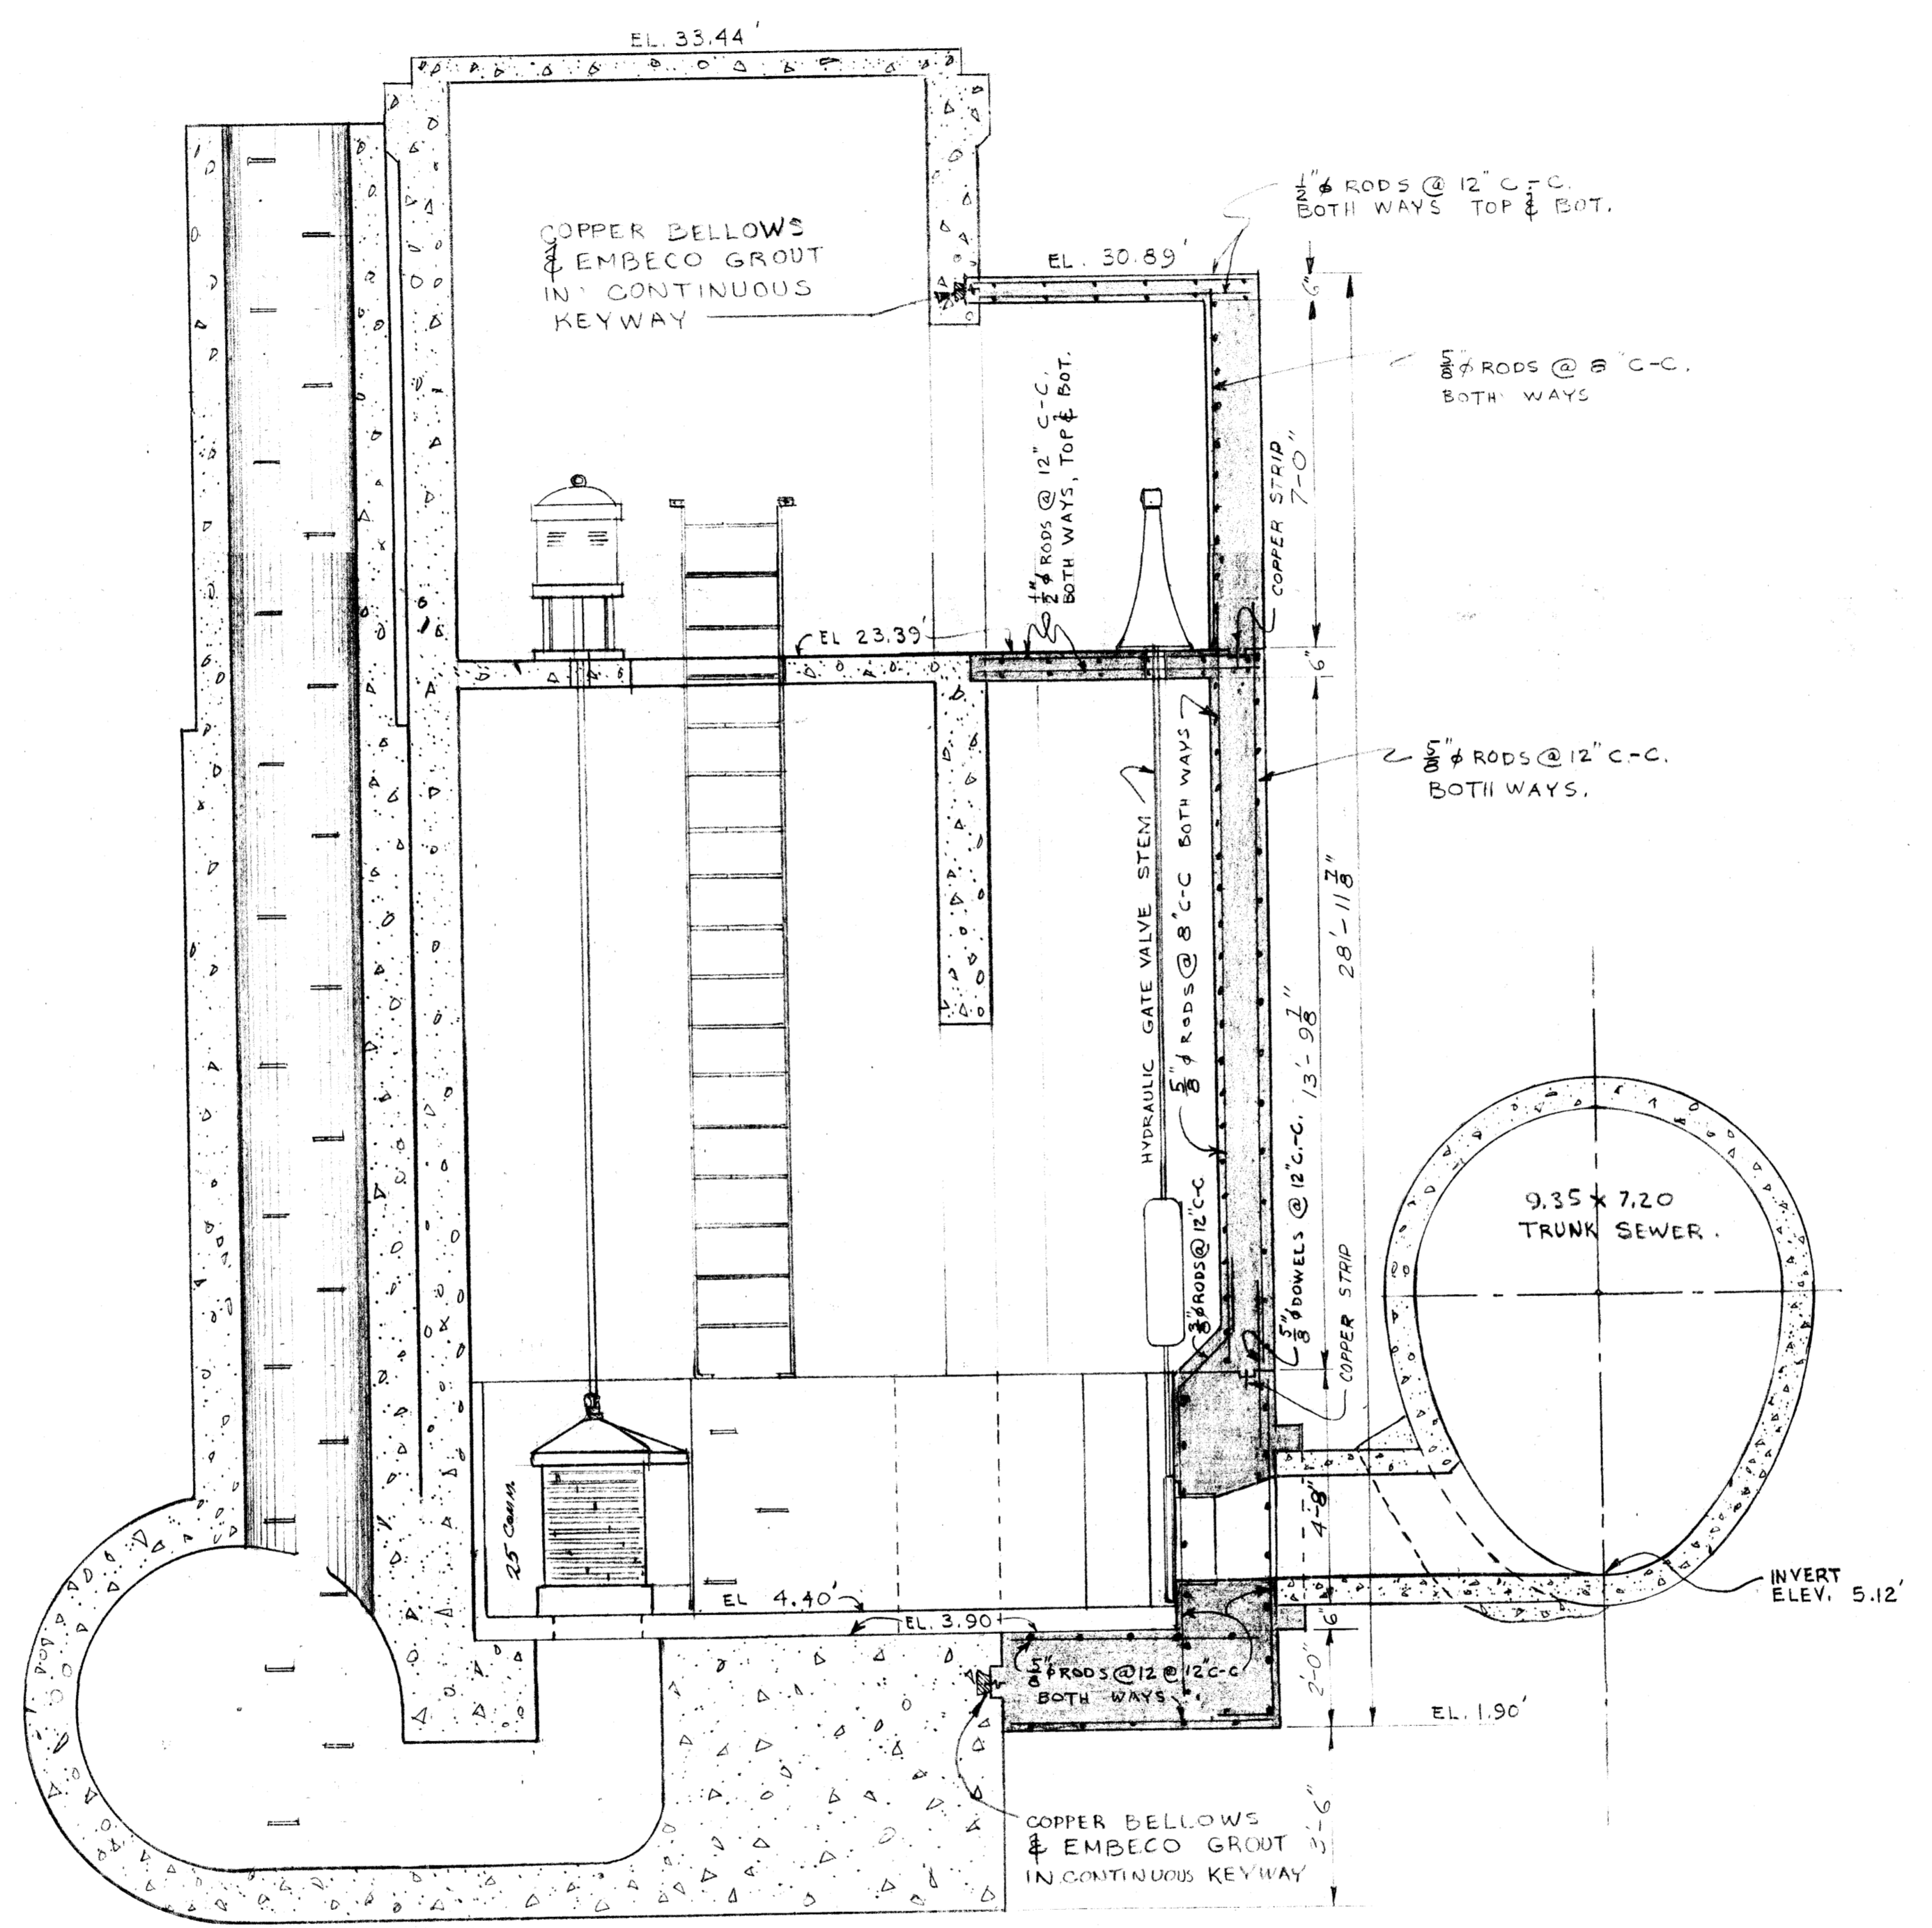 EL. 33.44'
½"ϕ RODS @ 12" C.-C.
BOTH WAYS TOP & BOT.
COPPER BELLOWS
& EMBECO GROUT
IN CONTINUOUS
KEYWAY
EL. 30.89'
6"
⅝"ϕ RODS @ 8" C-C.
BOTH WAYS
½"ϕ RODS @ 12" C-C.
BOTH WAYS, TOP & BOT.
COPPER STRIP
7'-0"
EL 23.39'
6"
⅝"ϕ RODS @ 12" C.-C.
BOTH WAYS.
HYDRAULIC GATE VALVE STEM
⅝"ϕ RODS @ 8" C-C BOTH WAYS
28'-11⅞"
13'-9⅞"
⅜"ϕ RODS @ 12" C-C
⅝"ϕ DOWELS @ 12" C.-C.
COPPER STRIP
9.35 x 7.20
TRUNK SEWER.
25 Comm.
4'-8"
INVERT
ELEV. 5.12'
EL 4.40'
EL. 3.90
6"
⅝"ϕ RODS @ 12 @ 12" C-C
BOTH WAYS
2'-0"
EL. 1.90'
COPPER BELLOWS
& EMBECO GROUT
IN CONTINUOUS KEYWAY
3'-6"